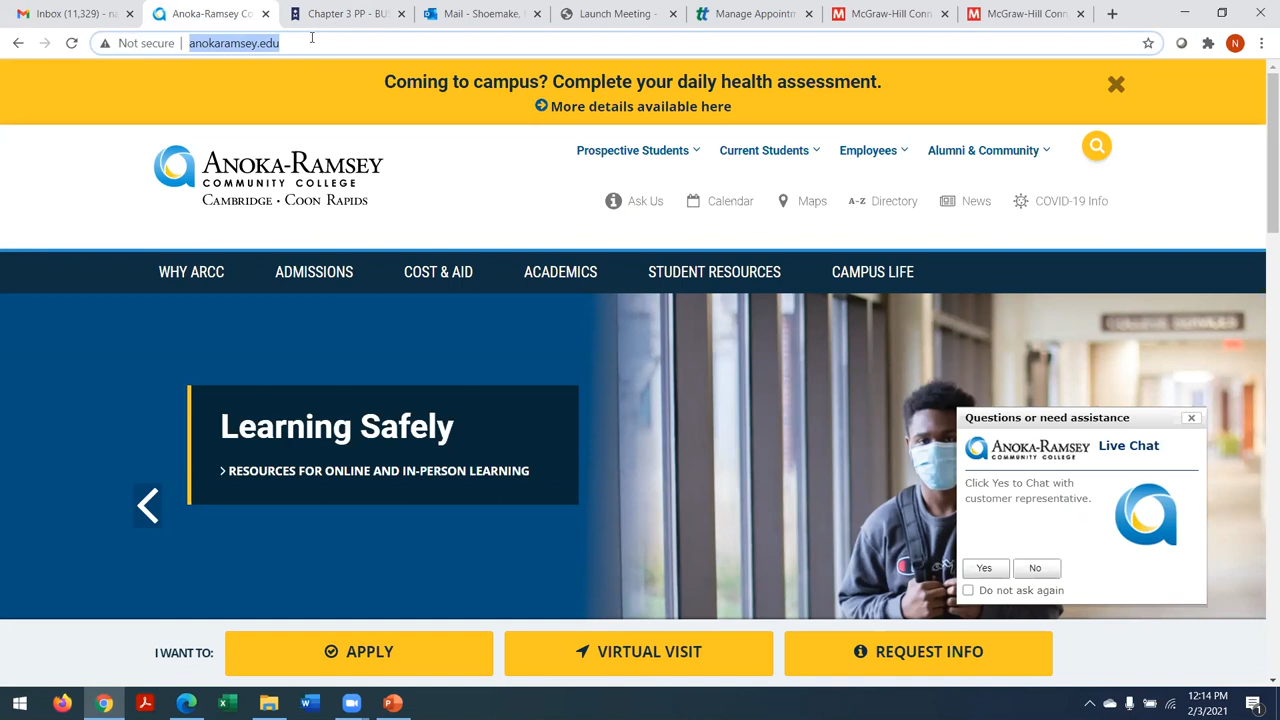 Inbox (11,329) - n
Anoka-Ramsey Co
Chapter 3 PP - BUS
Mail - Shoemake,
Launch Meeting -
Manage Appointm
McGraw-Hill Conn
McGraw-Hill Conn
Not secure
anokaramsey.edu
N
Coming to campus? Complete your daily health assessment.
More details available here
ANOKA-RAMSEY
COMMUNITY COLLEGE
CAMBRIDGE • COON RAPIDS
Prospective Students
Current Students
Employees
Alumni & Community
Ask Us
Calendar
Maps
A-Z Directory
News
COVID-19 Info
WHY ARCC
ADMISSIONS
COST & AID
ACADEMICS
STUDENT RESOURCES
CAMPUS LIFE
Learning Safely
RESOURCES FOR ONLINE AND IN-PERSON LEARNING
Questions or need assistance
ANOKA-RAMSEY
COMMUNITY COLLEGE
Live Chat
Click Yes to Chat with
customer representative.
Yes
No
Do not ask again
I WANT TO:
APPLY
VIRTUAL VISIT
REQUEST INFO
12:14 PM
2/3/2021